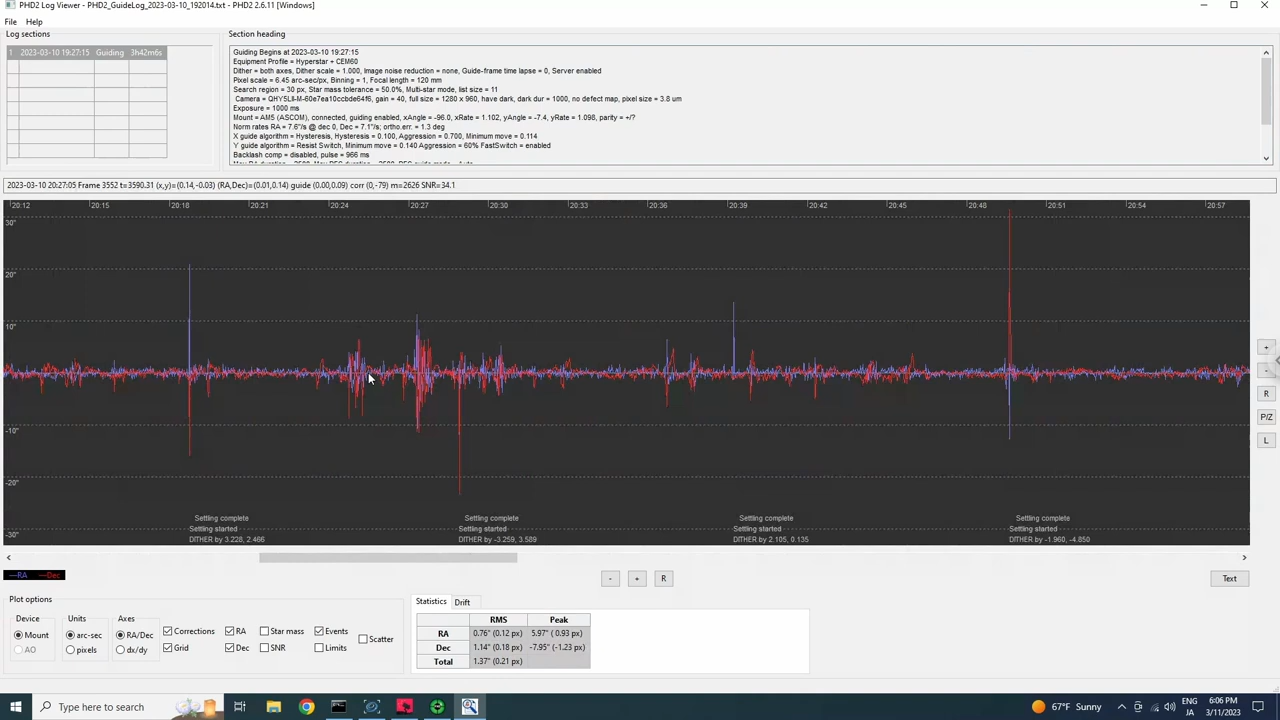 PHD2 Log Viewer - PHD2_GuideLog_2023-03-10_192014.txt - PHD2 2.6.11 [Windows]
File Help
Log sections
1 2023-03-10 19:27:15 Guiding 3h42m6s
Section heading
Guiding Begins at 2023-03-10 19:27:15
Equipment Profile = Hyperstar + CEM60
Dither = both axes, Dither scale = 1.000, Image noise reduction = none, Guide-frame time lapse = 0, Server enabled
Pixel scale = 6.45 arc-sec/px, Binning = 1, Focal length = 120 mm
Search region = 30 px, Star mass tolerance = 50.0%, Multi-star mode, list size = 11
Camera = QHY5LII-M-60e7ea10ccbde64f6, gain = 40, full size = 1280 x 960, have dark, dark dur = 1000, no defect map, pixel size = 3.8 um
Exposure = 1000 ms
Mount = AMS (ASCOM), connected, guiding enabled, xAngle = -96.0, xRate = 1.102, yAngle = -7.4, yRate = 1.098, parity = +/?
Norm rates RA = 7.6"/s @ dec 0, Dec = 7.1"/s; ortho.err. = 1.3 deg
X guide algorithm = Hysteresis, Hysteresis = 0.100, Aggression = 0.700, Minimum move = 0.114
Y guide algorithm = Resist Switch, Minimum move = 0.140 Aggression = 60% FastSwitch = enabled
Backlash comp = disabled, pulse = 966 ms
2023-03-10 20:27:05 Frame 3552 t=3590.31 (x,y)=(0.14,-0.03) (RA,Dec)=(0.01,0.14) guide (0.00,0.09) corr (0,-79) m=2626 SNR=34.1
20:12 20:15 20:18 20:21 20:24 20:27 20:30 20:33 20:36 20:39 20:42 20:45 20:48 20:51 20:54 20:57
30"
20"
10"
-10"
-20"
-30"
Settling complete Settling complete Settling complete Settling complete
Settling started Settling started Settling started Settling started
DITHER by 3.228, 2.466 DITHER by -3.259, 3.589 DITHER by 2.105, 0.135 DITHER by -1.960, -4.850
+
-
R
P/Z
L
RA Dec
- + R
Text
Plot options
Device Units Axes
Mount arc-sec RA/Dec Corrections RA Star mass Events Scatter
AO pixels dx/dy Grid Dec SNR Limits
Statistics Drift
RMS Peak
RA 0.76" (0.12 px) 5.97" ( 0.93 px)
Dec 1.14" (0.18 px) -7.95" (-1.23 px)
Total 1.37" (0.21 px)
Type here to search
67°F Sunny
ENG
JA
6:06 PM
3/11/2023